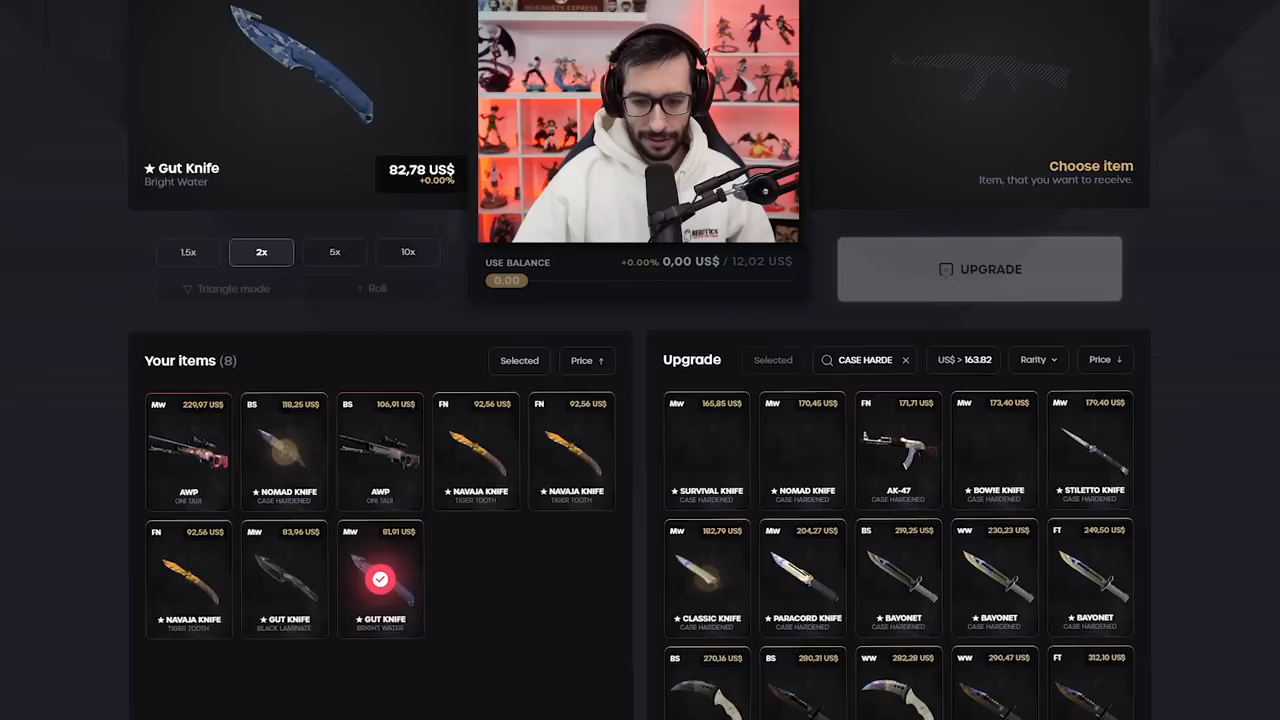 HOGWARTS EXPRESS
★ Gut Knife
Bright Water
82,78 US$
+0.00%
Choose item
Item, that you want to receive.
1.5x
2x
5x
10x
▽ Triangle mode
↑ Roll
USE BALANCE
+0.00% 0,00 US$ / 12,02 US$
0.00
UPGRADE
Your items (8)
Selected
Price ↑
Upgrade
Selected
CASE HARDE ✕
US$ > 163.82
Rarity
Price ↓
MW 229,97 US$
AWP
ONI TAIJI
BS 118,25 US$
★ NOMAD KNIFE
CASE HARDENED
BS 106,91 US$
AWP
ONI TAIJI
FN 92,56 US$
★ NAVAJA KNIFE
TIGER TOOTH
FN 92,56 US$
★ NAVAJA KNIFE
TIGER TOOTH
FN 92,56 US$
★ NAVAJA KNIFE
TIGER TOOTH
MW 83,96 US$
★ GUT KNIFE
BLACK LAMINATE
MW 81,91 US$
★ GUT KNIFE
BRIGHT WATER
MW 165,85 US$
★ SURVIVAL KNIFE
CASE HARDENED
MW 170,45 US$
★ NOMAD KNIFE
CASE HARDENED
FN 171,71 US$
AK-47
CASE HARDENED
MW 173,40 US$
★ BOWIE KNIFE
CASE HARDENED
MW 179,40 US$
★ STILETTO KNIFE
CASE HARDENED
MW 182,79 US$
★ CLASSIC KNIFE
CASE HARDENED
MW 204,27 US$
★ PARACORD KNIFE
CASE HARDENED
BS 219,25 US$
★ BAYONET
CASE HARDENED
WW 230,23 US$
★ BAYONET
CASE HARDENED
FT 249,50 US$
★ BAYONET
CASE HARDENED
BS 270,16 US$
BS 280,31 US$
WW 282,28 US$
WW 290,47 US$
FT 312,10 US$